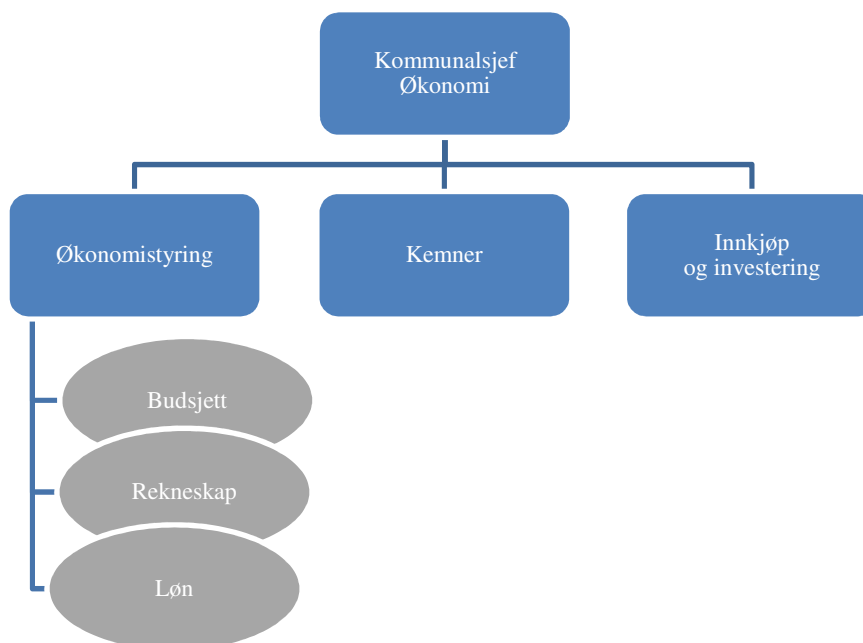 Kommunalsjef
Økonomi
Økonomistyring
Kemner
Innkjøp
og investering
Budsjett
Rekneskap
Løn